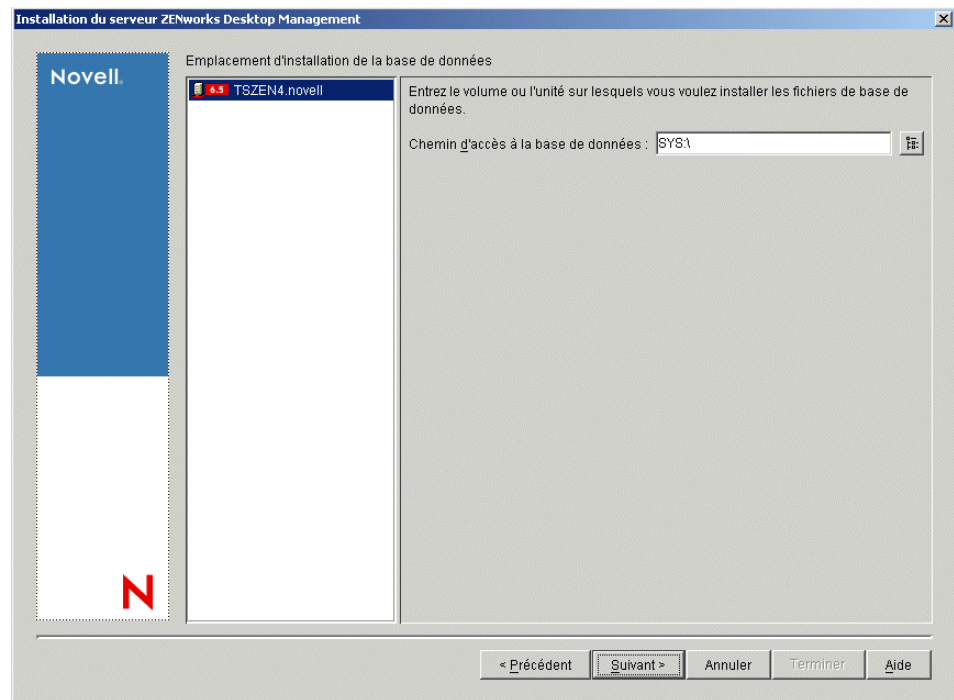 Installation du serveur ZENworks Desktop Management
Novell.
Emplacement d'installation de la base de données
6.5 TSZEN4.novell
Entrez le volume ou l'unité sur lesquels vous voulez installer les fichiers de base de
données.
Chemin d'accès à la base de données : SYS:\
N
< Précédent Suivant > Annuler Terminer Aide